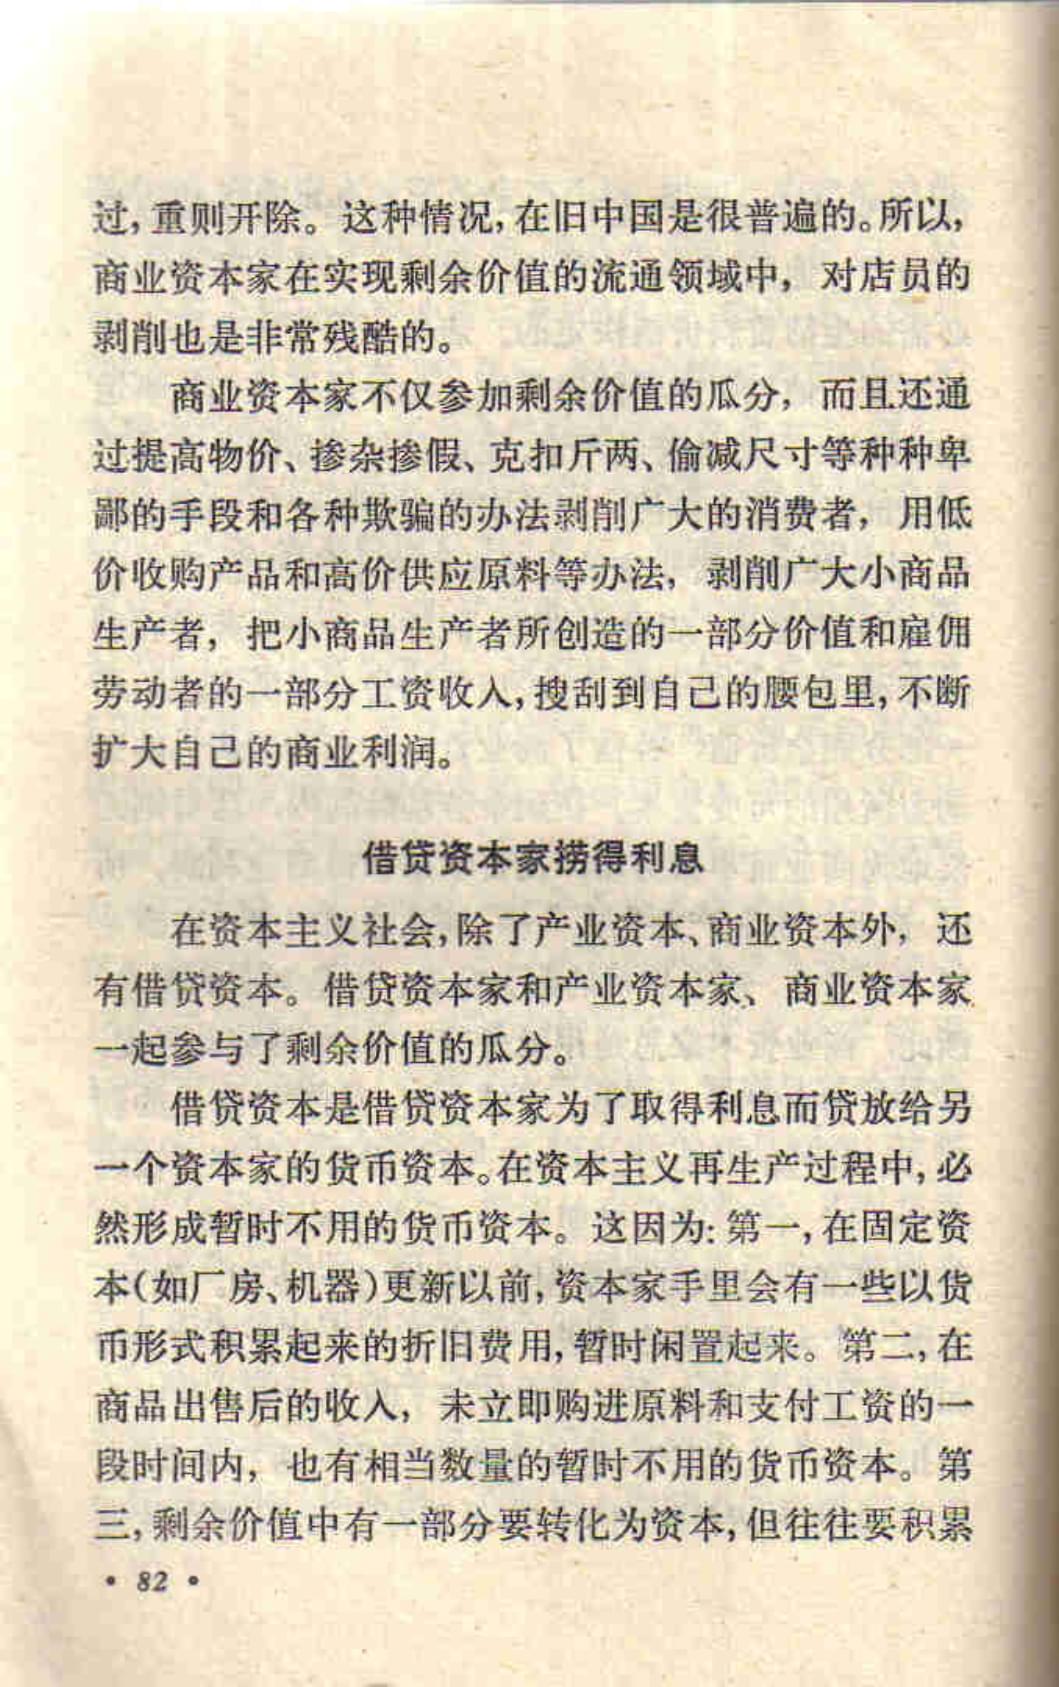 过，重则开除。这种情况，在旧中国是很普遍的。所以，
商业资本家在实现剩余价值的流通领域中，对店员的
剥削也是非常残酷的。
商业资本家不仅参加剩余价值的瓜分，而且还通
过提高物价、掺杂掺假、克扣斤两、偷减尺寸等种种卑
鄙的手段和各种欺骗的办法剥削广大的消费者，用低
价收购产品和高价供应原料等办法，剥削广大小商品
生产者，把小商品生产者所创造的一部分价值和雇佣
劳动者的一部分工资收入，搜刮到自己的腰包里，不断
扩大自己的商业利润。
借贷资本家捞得利息
在资本主义社会，除了产业资本、商业资本外，还
有借贷资本。借贷资本家和产业资本家、商业资本家
一起参与了剩余价值的瓜分。
借贷资本是借贷资本家为了取得利息而贷放给另
一个资本家的货币资本。在资本主义再生产过程中，必
然形成暂时不用的货币资本。这因为：第一，在固定资
本（如厂房、机器）更新以前，资本家手里会有一些以货
币形式积累起来的折旧费用，暂时闲置起来。第二，在
商品出售后的收入，未立即购进原料和支付工资的一
段时间内，也有相当数量的暂时不用的货币资本。第
三，剩余价值中有一部分要转化为资本，但往往要积累
• 82 •